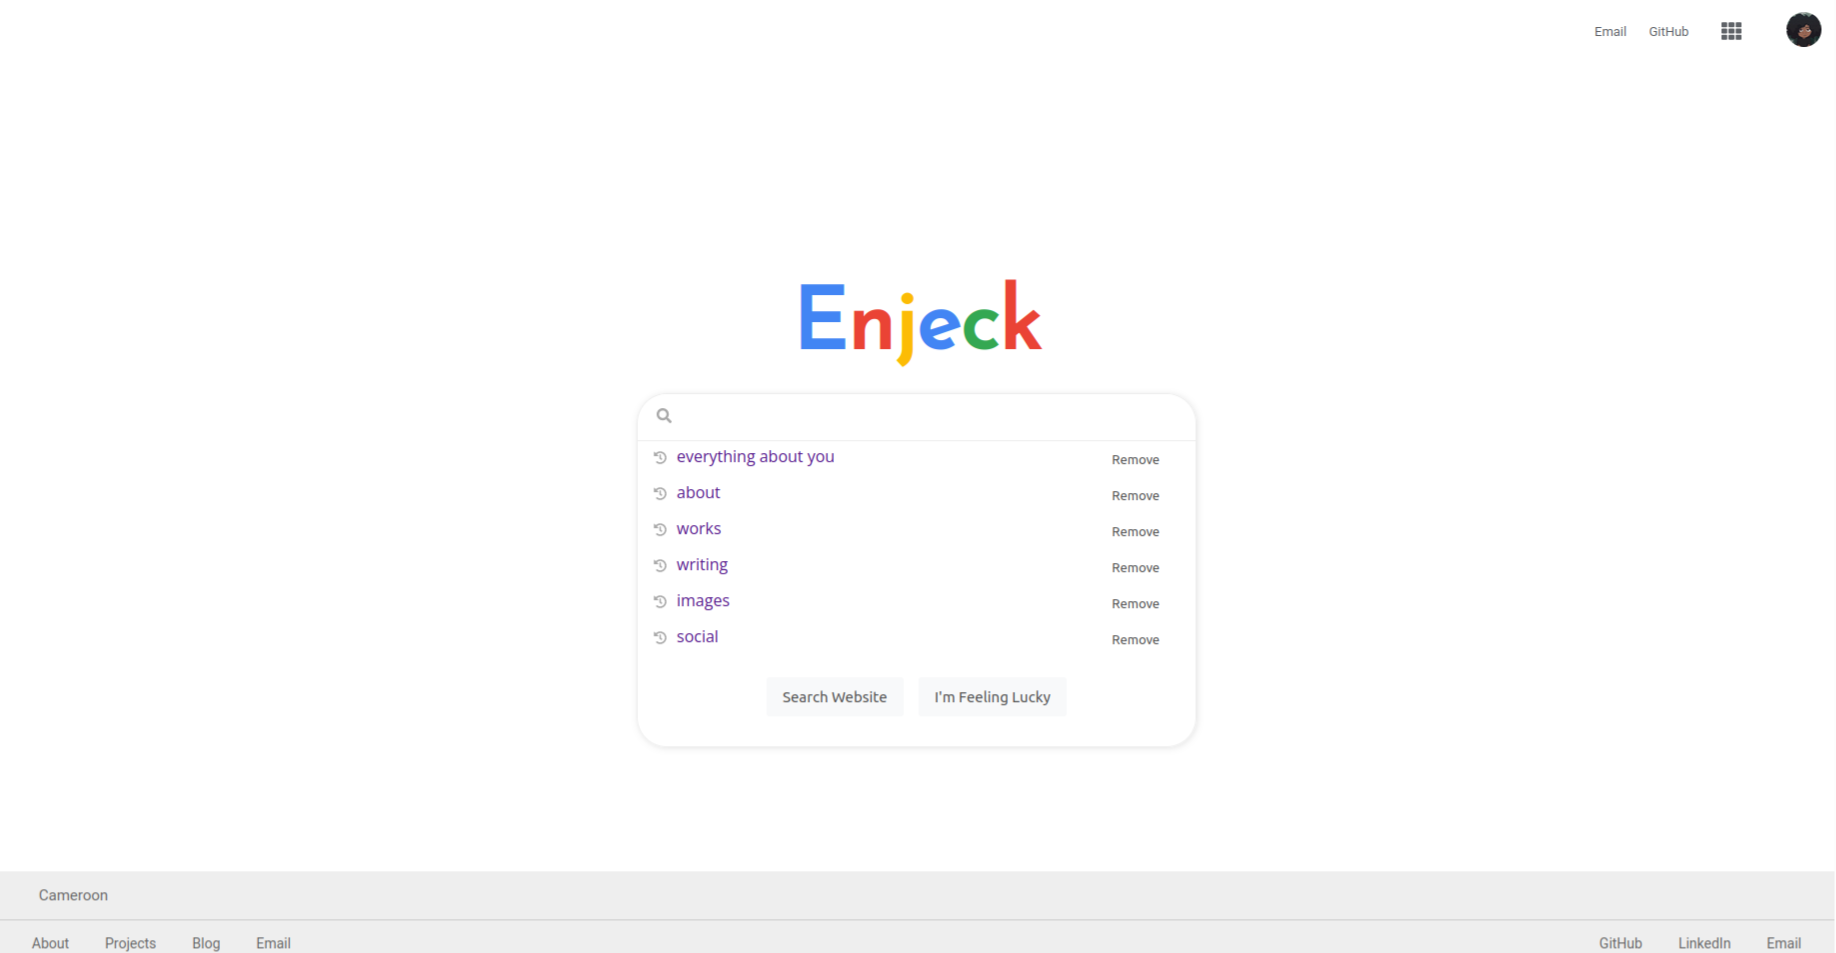 Email GitHub
Enjeck
everything about you Remove
about Remove
works Remove
writing Remove
images Remove
social Remove
Search Website I'm Feeling Lucky
Cameroon
About Projects Blog Email GitHub LinkedIn Email